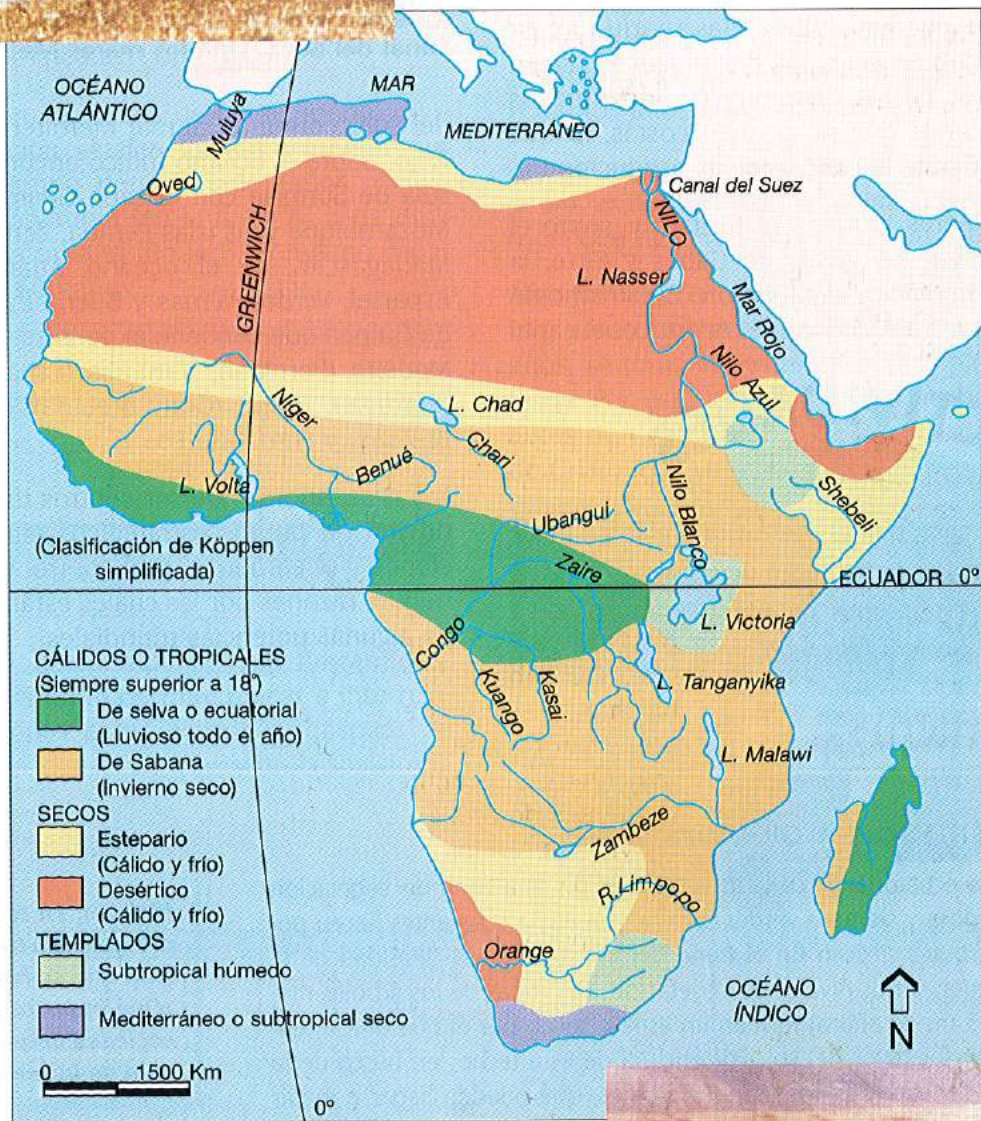 OCÉANO
ATLÁNTICO
MAR
MEDITERRÁNEO
Muluya
Oved
Canal del Suez
GREENWICH
NILO
L. Nasser
Mar Rojo
Nilo Azul
Níger
L. Chad
Chari
Benué
L. Volta
Shebeli
Ubangui
Nilo Blanco
(Clasificación de Köppen
simplificada)
Zaire
ECUADOR 0°
L. Victoria
Congo
Kuango
Kasai
L. Tanganyika
L. Malawi
Zambeze
R. Limpopo
Orange
OCÉANO
ÍNDICO
N
CÁLIDOS O TROPICALES
(Siempre superior a 18°)
De selva o ecuatorial
(Lluvioso todo el año)
De Sabana
(Invierno seco)
SECOS
Estepario
(Cálido y frío)
Desértico
(Cálido y frío)
TEMPLADOS
Subtropical húmedo
Mediterráneo o subtropical seco
0 1500 Km
0°